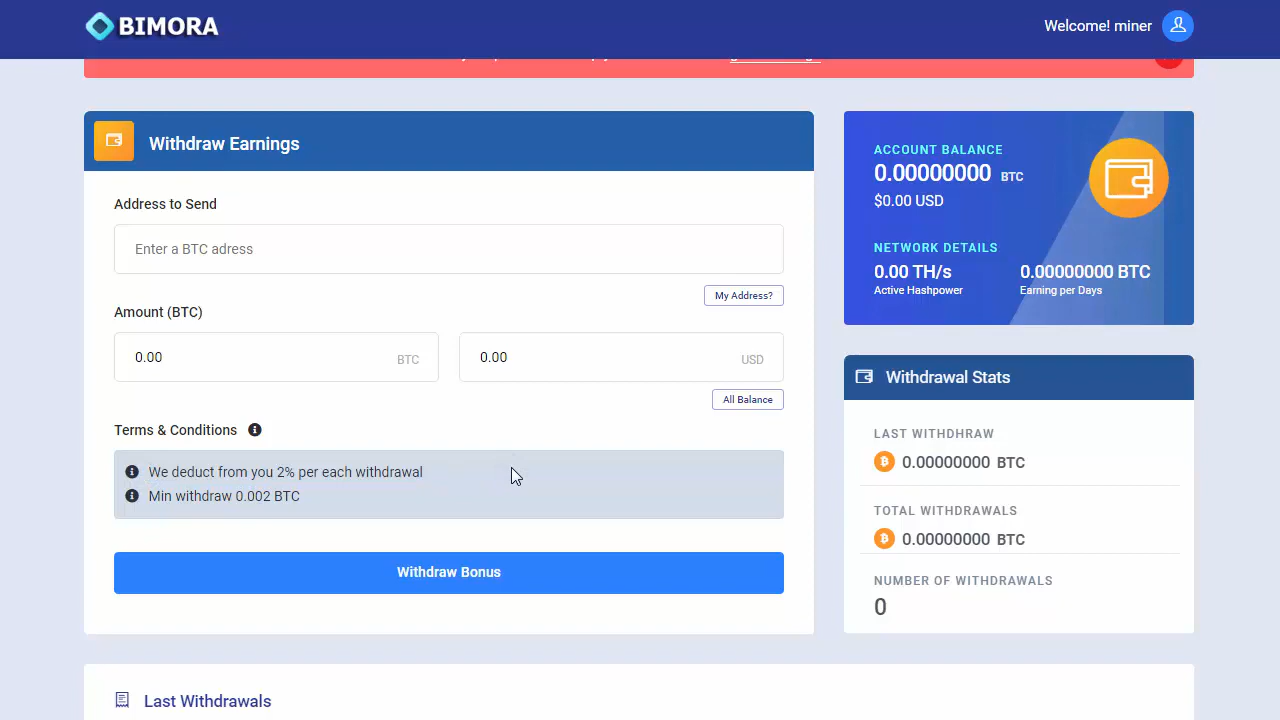 BIMORA
Welcome! miner
Withdraw Earnings
Address to Send
Enter a BTC adress
My Address?
Amount (BTC)
0.00 BTC
0.00 USD
All Balance
Terms & Conditions
We deduct from you 2% per each withdrawal
Min withdraw 0.002 BTC
Withdraw Bonus
ACCOUNT BALANCE
0.00000000 BTC
$0.00 USD
NETWORK DETAILS
0.00 TH/s
Active Hashpower
0.00000000 BTC
Earning per Days
Withdrawal Stats
LAST WITHDHRAW
0.00000000 BTC
TOTAL WITHDRAWALS
0.00000000 BTC
NUMBER OF WITHDRAWALS
0
Last Withdrawals